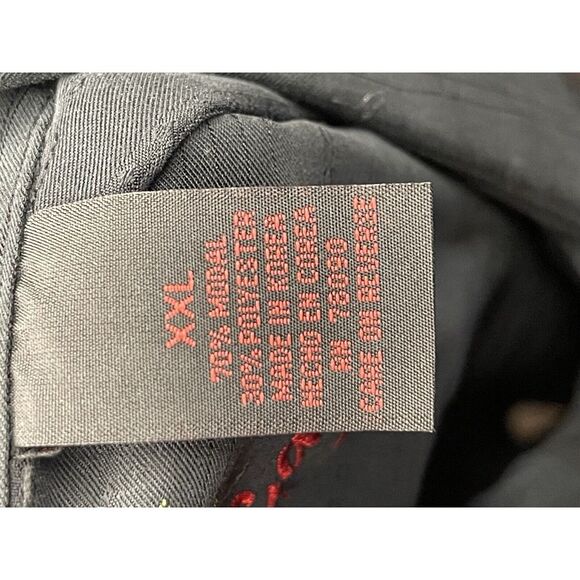 XXL
70% MODAL
30% POLYESTER
MADE IN KOREA
HECHO EN COREA
RN 78090
CARE ON REVERSE